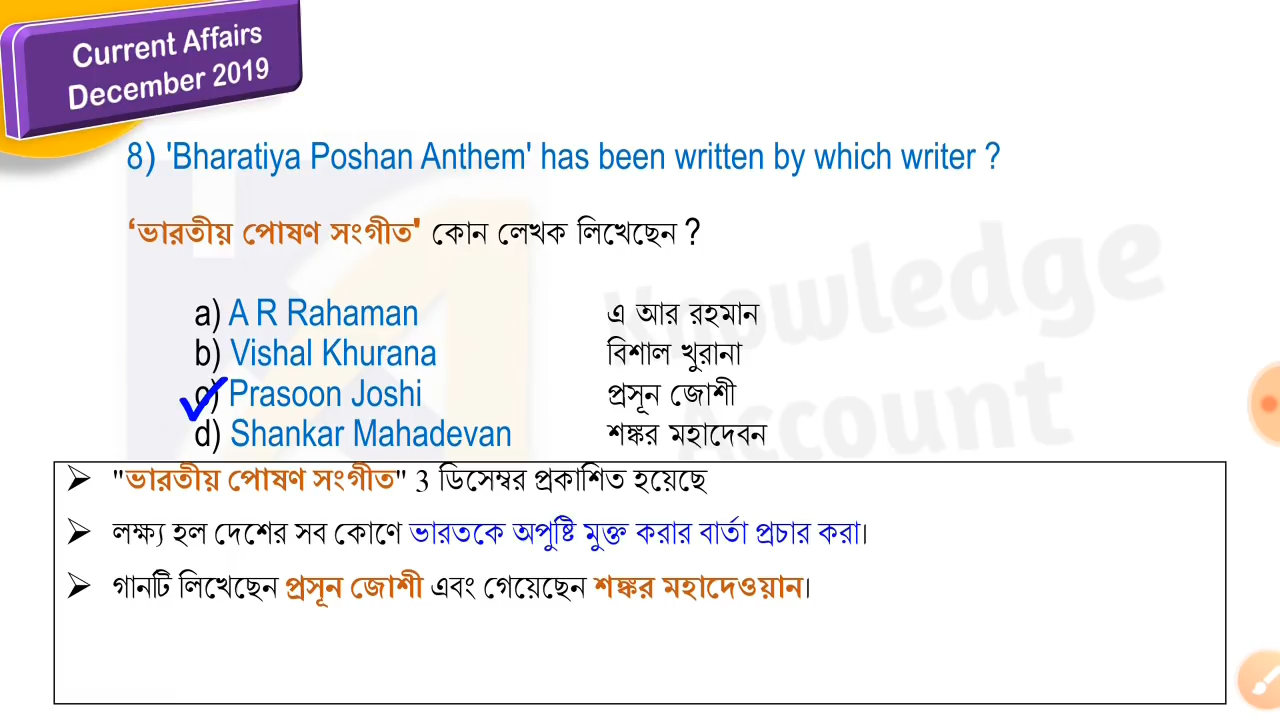 Current Affairs
December 2019
8) 'Bharatiya Poshan Anthem' has been written by which writer ?
‘ভারতীয় পোষণ সংগীত' কোন লেখক লিখেছেন ?
a) A R Rahaman এ আর রহমান
b) Vishal Khurana বিশাল খুরানা
c) Prasoon Joshi প্রসূন জোশী
d) Shankar Mahadevan শঙ্কর মহাদেবন
Knowledge
Account
➢ "ভারতীয় পোষণ সংগীত" 3 ডিসেম্বর প্রকাশিত হয়েছে
➢ লক্ষ্য হল দেশের সব কোণে ভারতকে অপুষ্টি মুক্ত করার বার্তা প্রচার করা।
➢ গানটি লিখেছেন প্রসূন জোশী এবং গেয়েছেন শঙ্কর মহাদেওয়ান।